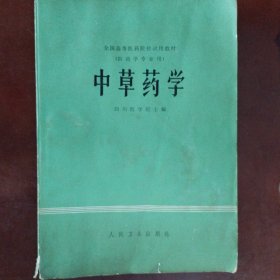 全国高等医药院校试用教材
(供药学专业用)
中草药学
四川医学院主编
人民卫生出版社